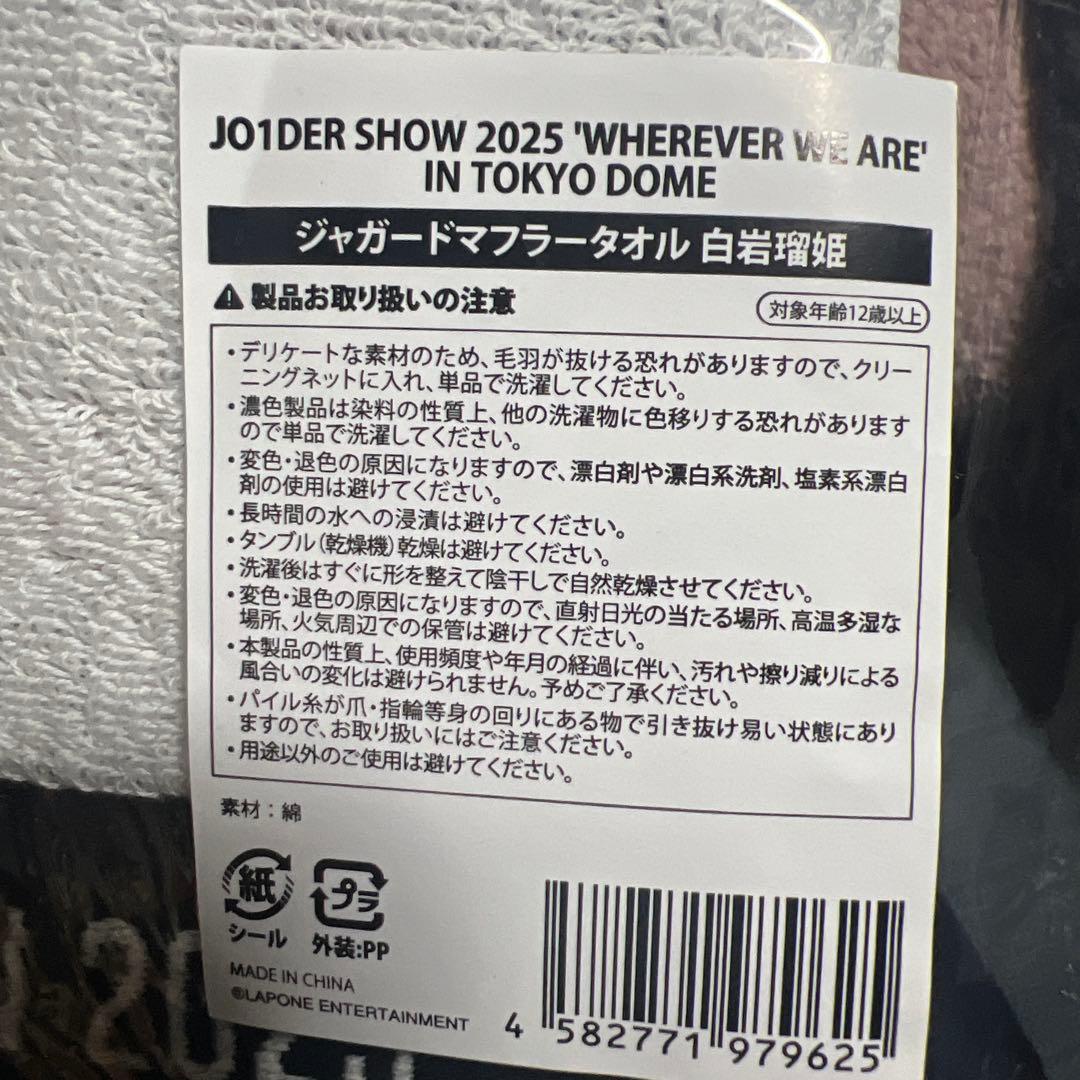 JO1DER SHOW 2025 'WHEREVER WE ARE'
IN TOKYO DOME
ジャガードマフラータオル 白岩瑠姫
製品お取り扱いの注意
対象年齢12歳以上
・デリケートな素材のため、毛羽が抜ける恐れがありますので、クリー
ニングネットに入れ、単品で洗濯してください。
・濃色製品は染料の性質上、他の洗濯物に色移りする恐れがあります
ので単品で洗濯してください。
・変色・退色の原因になりますので、漂白剤や漂白系洗剤、塩素系漂白
剤の使用は避けてください。
・長時間の水への浸漬は避けてください。
・タンブル(乾燥機)乾燥は避けてください。
・洗濯後はすぐに形を整えて陰干しで自然乾燥させてください。
・変色・退色の原因になりますので、直射日光の当たる場所、高温多湿な
場所、火気周辺での保管は避けてください。
・本製品の性質上、使用頻度や年月の経過に伴い、汚れや擦り減りによる
風合いの変化は避けられません。予めご了承ください。
・パイル糸が爪・指輪等身の回りにある物で引き抜け易い状態にあり
ますので、お取り扱いにはご注意ください。
・用途以外のご使用は避けてください。
素材：綿
紙
シール
プラ
外装:PP
MADE IN CHINA
©LAPONE ENTERTAINMENT
4 582771 979625